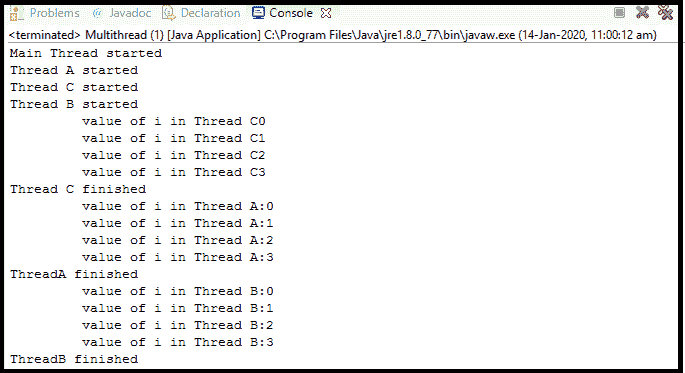 Problems @ Javadoc Declaration Console
<terminated> Multithread (1) [Java Application] C:\Program Files\Java\jre1.8.0_77\bin\javaw.exe (14-Jan-2020, 11:00:12 am)
Main Thread started
Thread A started
Thread C started
Thread B started
value of i in Thread C0
value of i in Thread C1
value of i in Thread C2
value of i in Thread C3
Thread C finished
value of i in Thread A:0
value of i in Thread A:1
value of i in Thread A:2
value of i in Thread A:3
ThreadA finished
value of i in Thread B:0
value of i in Thread B:1
value of i in Thread B:2
value of i in Thread B:3
ThreadB finished